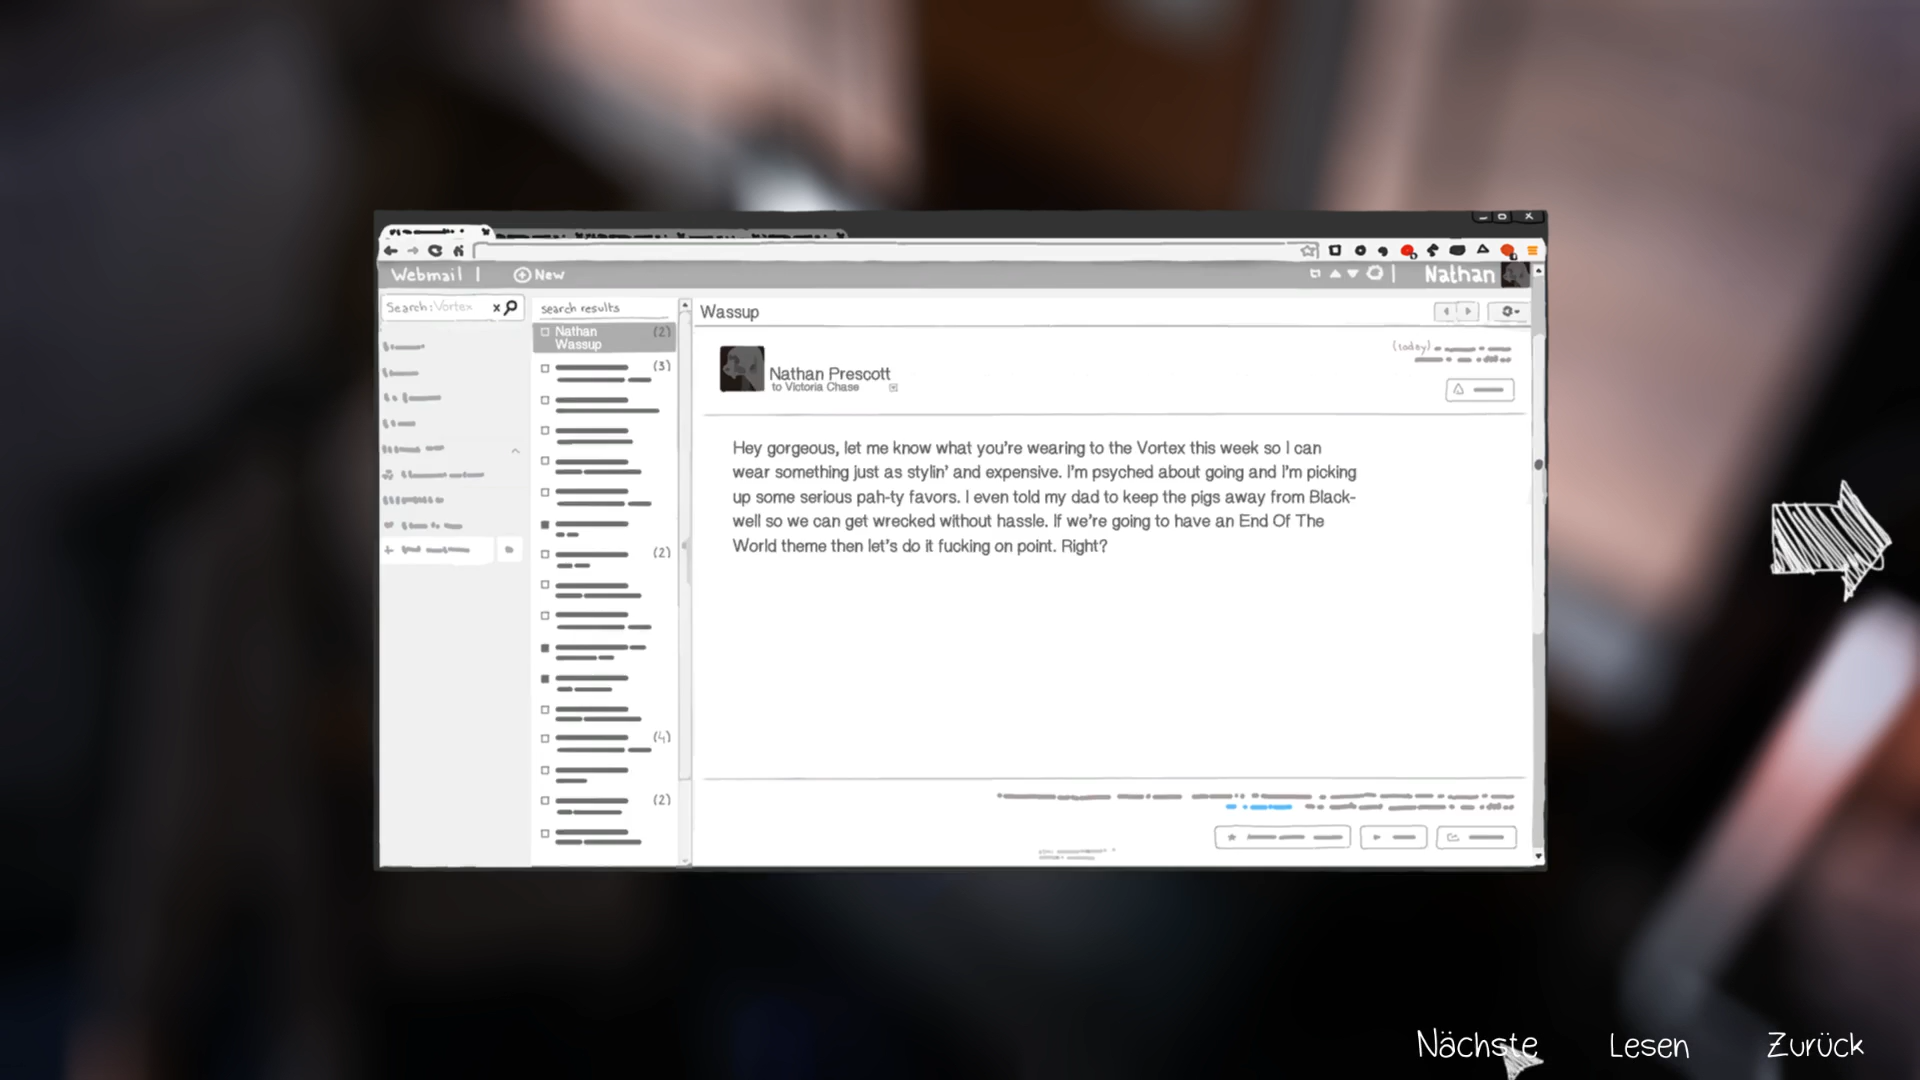 Webmail | New
Nathan
Search: Vortex x
search results
Nathan (2)
Wassup
(3)
(2)
(4)
(2)
Wassup
(today)
Nathan Prescott
to Victoria Chase
Hey gorgeous, let me know what you're wearing to the Vortex this week so I can
wear something just as stylin' and expensive. I'm psyched about going and I'm picking
up some serious pah-ty favors. I even told my dad to keep the pigs away from Black-
well so we can get wrecked without hassle. If we're going to have an End Of The
World theme then let's do it fucking on point. Right?
Nächste Lesen Zurück